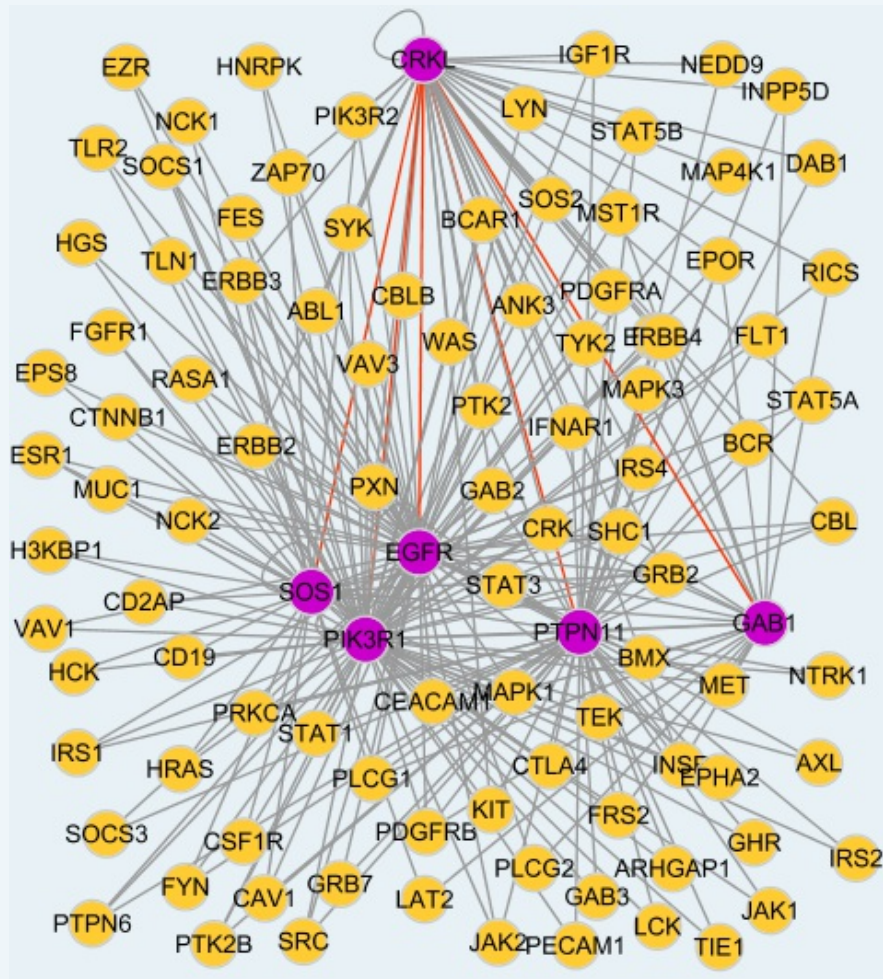 CRKL
IGF1R
NEDD9
EZR
HNRPK
INPP5D
LYN
PIK3R2
NCK1
STAT5B
TLR2
SOCS1
ZAP70
MAP4K1
DAB1
SOS2
MST1R
FES
SYK
BCAR1
HGS
TLN1
ERBB3
EPOR
RICS
ABL1
CBLB
ANK3
PDGFRA
FGFR1
VAV3
WAS
TYK2
ERBB4
FLT1
EPS8
RASA1
MAPK3
STAT5A
CTNNB1
PTK2
IFNAR1
ERBB2
BCR
ESR1
MUC1
PXN
GAB2
IRS4
NCK2
CRK
SHC1
CBL
H3KBP1
EGFR
SOS1
STAT3
GRB2
CD2AP
VAV1
PIK3R1
PTPN11
GAB1
HCK
CD19
BMX
NTRK1
MET
CEACAM1
MAPK1
PRKCA
STAT1
TEK
IRS1
HRAS
PLCG1
CTLA4
EPHA2
AXL
SOCS3
CSF1R
PDGFRB
KIT
FRS2
GHR
IRS2
FYN
CAV1
GRB7
LAT2
PLCG2
GAB3
ARHGAP1
JAK1
PTPN6
PTK2B
SRC
JAK2
PECAM1
LCK
TIE1